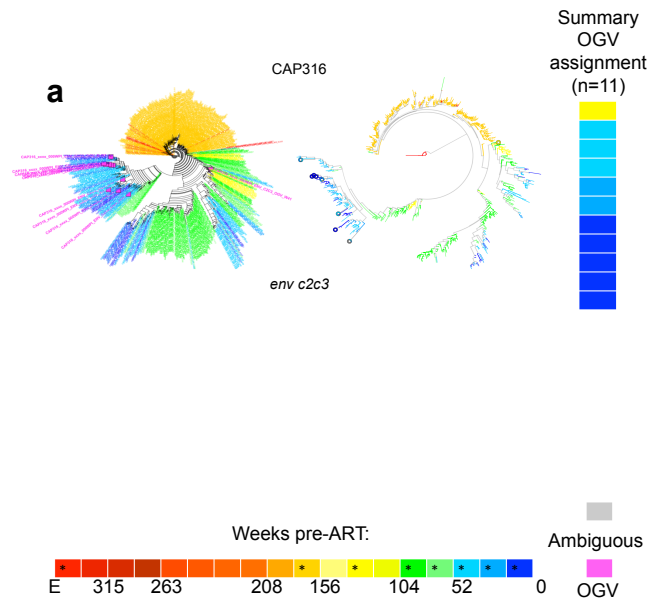 Summary
OGV
assignment
(n=11)
CAP316
a
env c2c3
Weeks pre-ART:
Ambiguous
* * * * * * * *
E 315 263 208 156 104 52 0
OGV